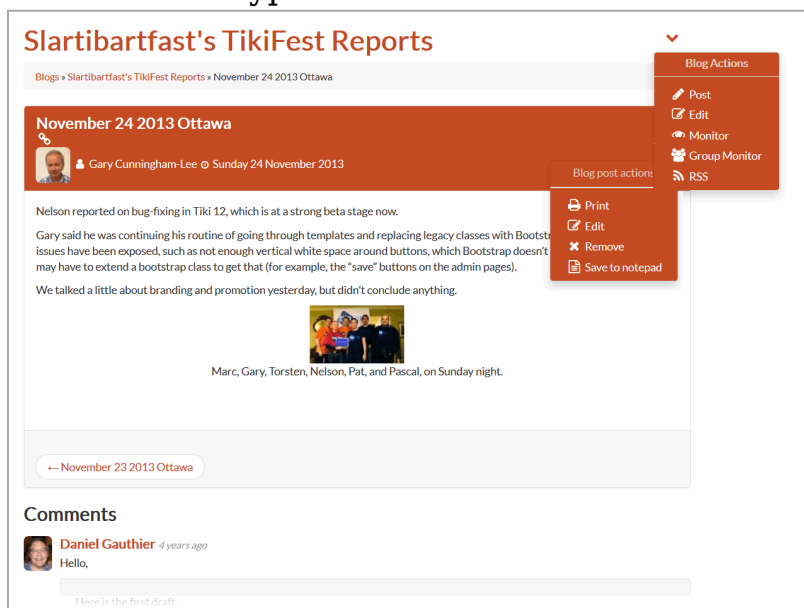 Slartibartfast's TikiFest Reports
Blogs » Slartibartfast's TikiFest Reports » November 24 2013 Ottawa
Blog Actions
Post
Edit
Monitor
Group Monitor
RSS
November 24 2013 Ottawa
Gary Cunningham-Lee Sunday 24 November 2013
Blog post actions
Print
Edit
Remove
Save to notepad
Nelson reported on bug-fixing in Tiki 12, which is at a strong beta stage now.
Gary said he was continuing his routine of going through templates and replacing legacy classes with Bootst
issues have been exposed, such as not enough vertical white space around buttons, which Bootstrap doesn't
may have to extend a bootstrap class to get that (for example, the "save" buttons on the admin pages).
We talked a little about branding and promotion yesterday, but didn't conclude anything.
Marc, Gary, Torsten, Nelson, Pat, and Pascal, on Sunday night.
←November 23 2013 Ottawa
Comments
Daniel Gauthier 4 years ago
Hello,
Here is the first draft